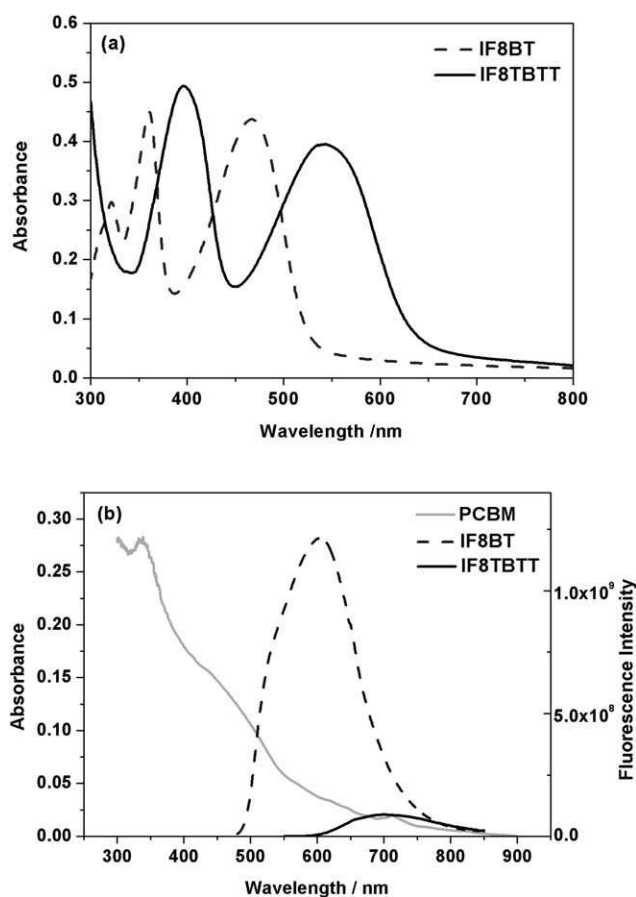 (a)
IF8BT
IF8TBTT
0.6
0.5
0.4
0.3
0.2
0.1
0.0
Absorbance
300 400 500 600 700 800
Wavelength /nm
(b)
PCBM
IF8BT
IF8TBTT
0.30
0.25
0.20
0.15
0.10
0.05
0.00
Absorbance
1.0x10⁹
5.0x10⁸
0.0
Fluorescence Intensity
300 400 500 600 700 800 900
Wavelength / nm